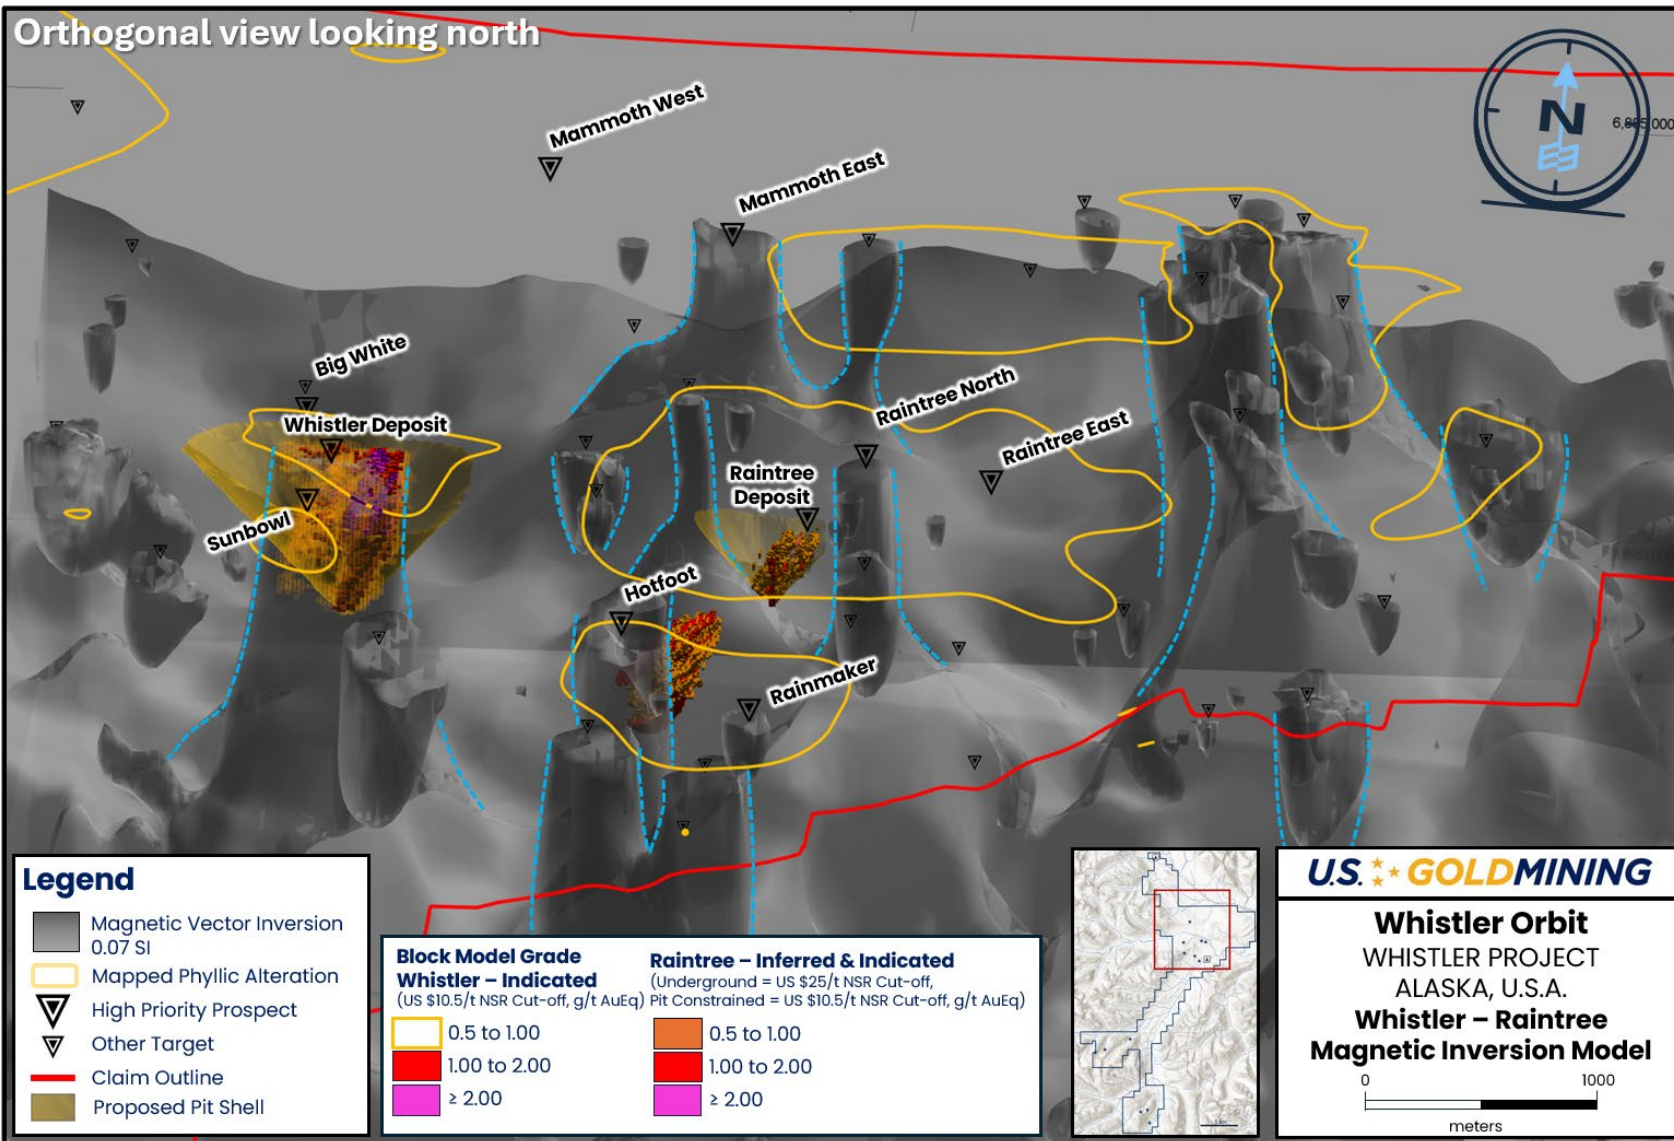 Orthogonal view looking north
N
Mammoth West
Mammoth East
Big White
Whistler Deposit
Sunbowl
Raintree North
Raintree East
Raintree
Deposit
Hotfoot
Rainmaker
Legend
Magnetic Vector Inversion
0.07 SI
Mapped Phyllic Alteration
High Priority Prospect
Other Target
Claim Outline
Proposed Pit Shell
Block Model Grade
Whistler – Indicated
(US $10.5/t NSR Cut-off, g/t AuEq)
0.5 to 1.00
1.00 to 2.00
≥ 2.00
Raintree – Inferred & Indicated
(Underground = US $25/t NSR Cut-off,
Pit Constrained = US $10.5/t NSR Cut-off, g/t AuEq)
0.5 to 1.00
1.00 to 2.00
≥ 2.00
U.S. GOLDMINING
Whistler Orbit
WHISTLER PROJECT
ALASKA, U.S.A.
Whistler – Raintree
Magnetic Inversion Model
0 1000
meters